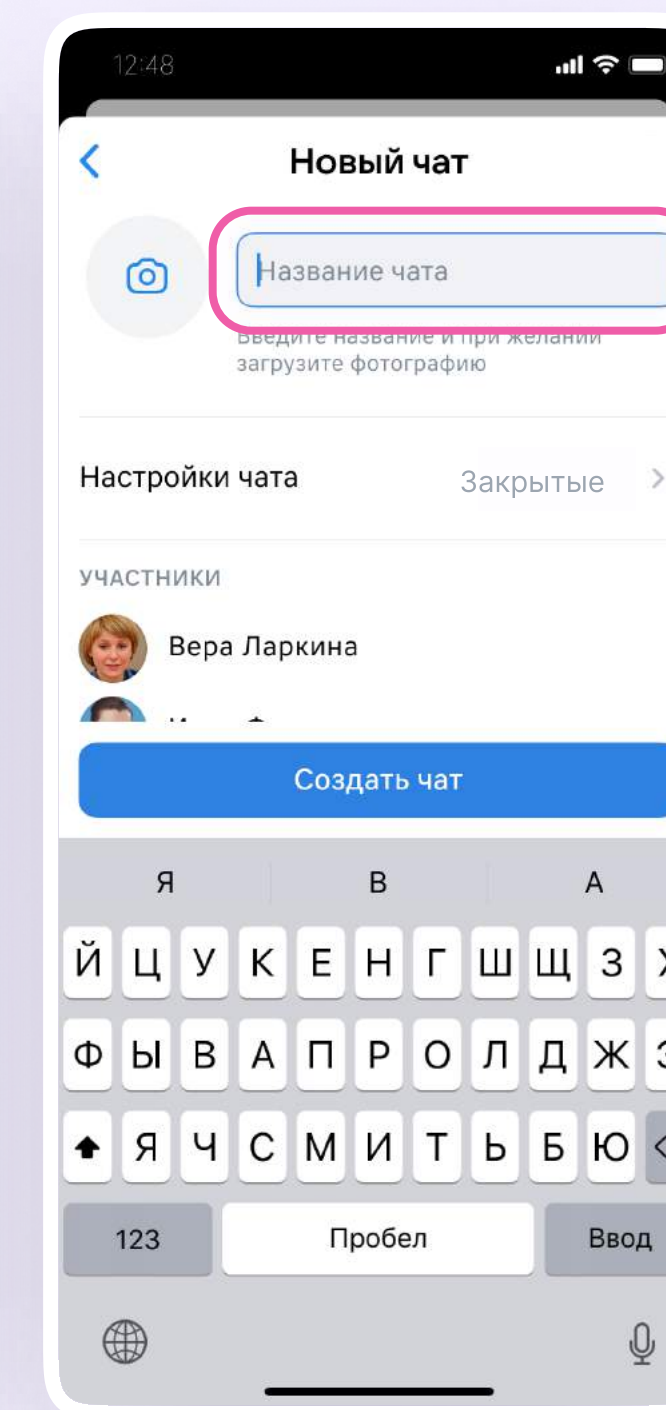 12:48
Новый чат
Название чата
Введите название и при желании
загрузите фотографию
Настройки чата
Закрытые
УЧАСТНИКИ
Вера Ларкина
Создать чат
Я В А
Й Ц У К Е Н Г Ш Щ З Х
Ф Ы В А П Р О Л Д Ж Э
Я Ч С М И Т Ь Б Ю
123 Пробел Ввод